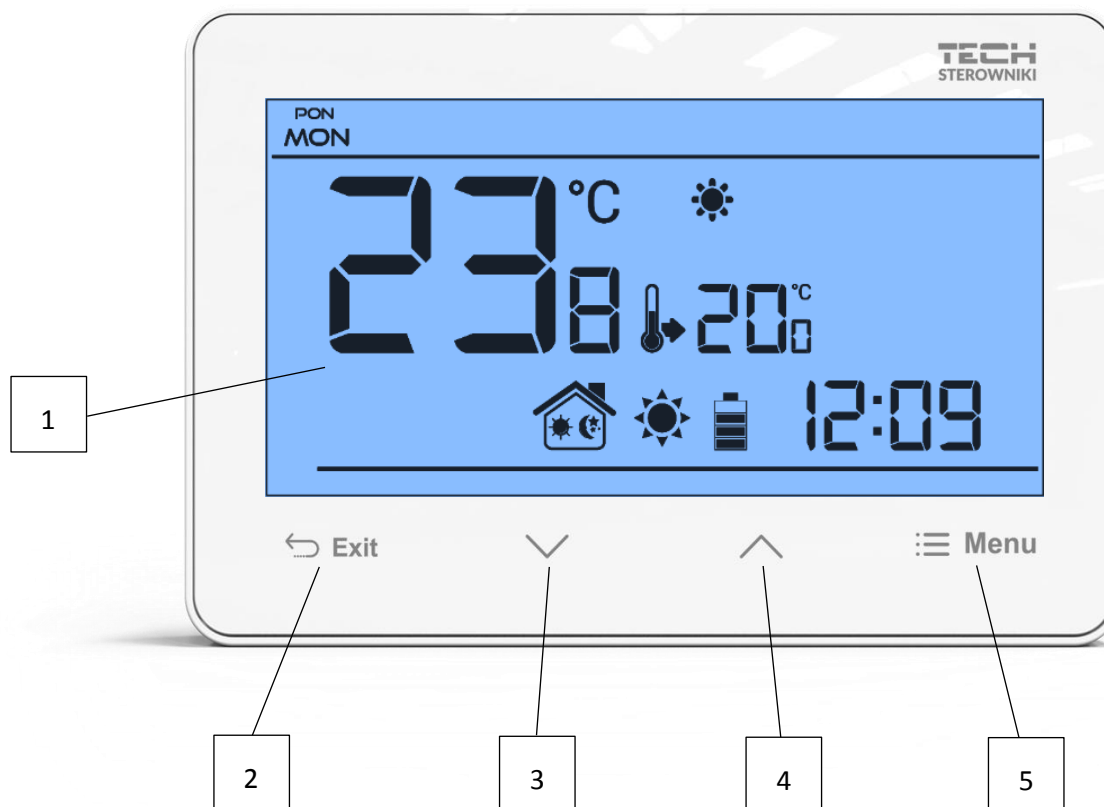 TECH
STEROWNIKI
PON
MON
23 8 °C
20 0 °C
12:09
Exit
Menu
1
2
3
4
5